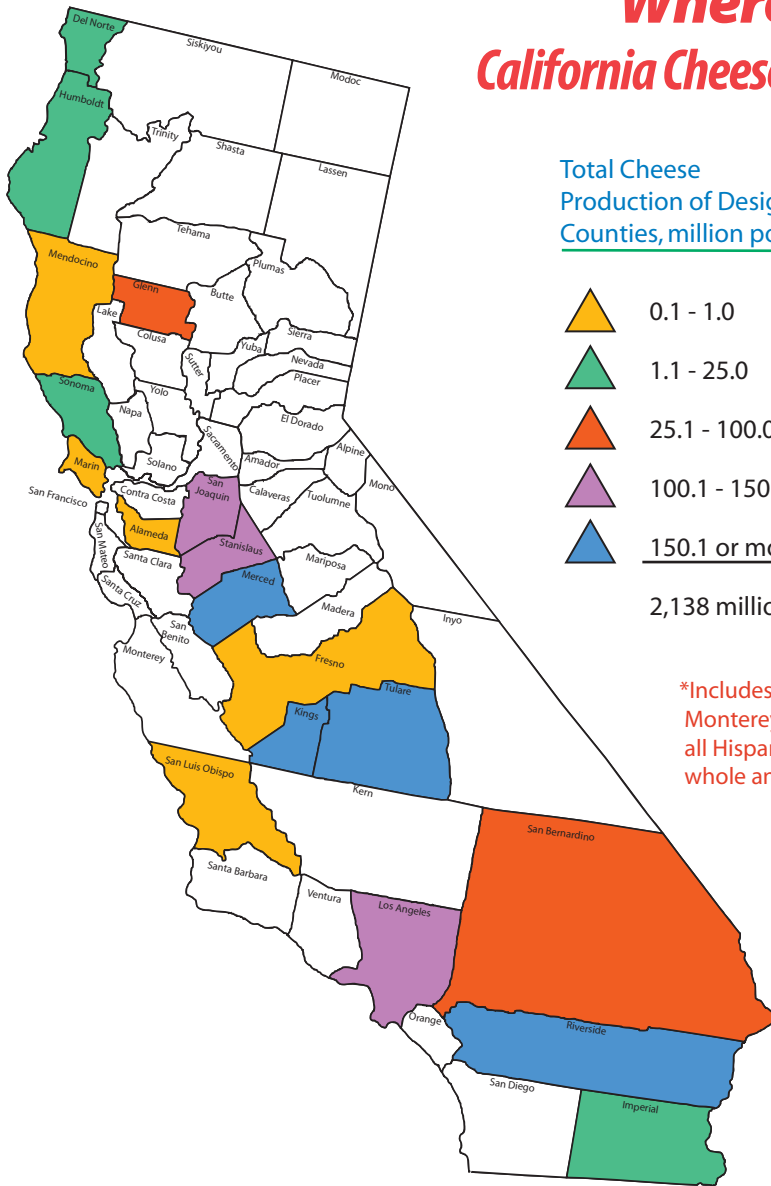 Where
California Cheese
Total Cheese
Production of Desig
Counties, million po
0.1 - 1.0
1.1 - 25.0
25.1 - 100.0
100.1 - 150
150.1 or mo
2,138 millio
*Includes
Monterey
all Hispan
whole an
Del Norte
Siskiyou
Modoc
Humboldt
Trinity
Shasta
Lassen
Tehama
Plumas
Mendocino
Glenn
Butte
Lake
Colusa
Sierra
Yuba
Sutter
Nevada
Placer
Sonoma
Yolo
Napa
El Dorado
Sacramento
Solano
Amador
Alpine
Marin
Mono
San Francisco
Contra Costa
San
Joaquin
Calaveras
Tuolumne
Alameda
San Mateo
Stanislaus
Santa Clara
Mariposa
Merced
Santa Cruz
Madera
San
Benito
Inyo
Monterey
Fresno
Tulare
Kings
San Luis Obispo
Kern
San Bernardino
Santa Barbara
Ventura
Los Angeles
Orange
Riverside
San Diego
Imperial